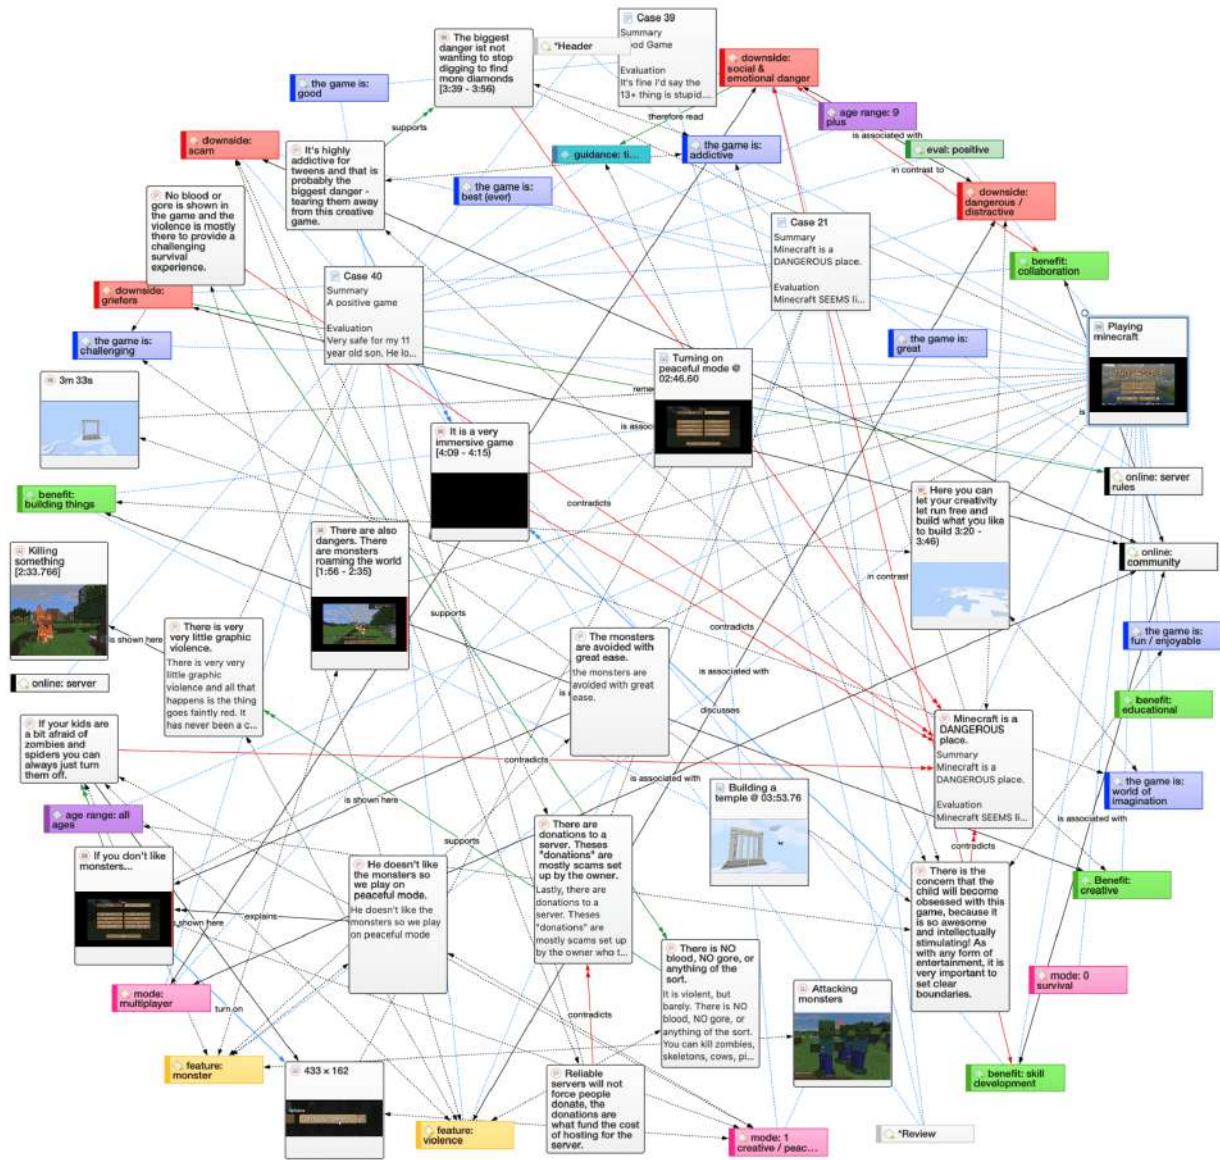 Case 39
Summary
od Game
Evaluation
It's fine I'd say the
13+ thing is stupid...
*Header
The biggest
danger ist not
wanting to stop
digging to find
more diamonds
[3:39 - 3:56)
downside:
social &
emotional danger
the game is:
good
age range: 9
plus
therefore read
supports
is associated with
downside:
scam
It's highly
addictive for
tweens and that is
probably the
biggest danger -
tearing them away
from this creative
game.
guidance: ti...
the game is:
addictive
eval: positive
in contrast to
the game is:
best (ever)
downside:
dangerous /
distractive
No blood or
gore is shown in
the game and the
violence is mostly
there to provide a
challenging
survival
experience.
Case 21
Summary
Minecraft is a
DANGEROUS place.
Evaluation
Minecraft SEEMS li...
benefit:
collaboration
Case 40
Summary
A positive game
Evaluation
Very safe for my 11
year old son. He lo...
downside:
griefers
the game is:
challenging
the game is:
great
Playing
minecraft
Turning on
peaceful mode @
02:46.60
3m 33s
It is a very
immersive game
[4:09 - 4:15)
online: server
rules
benefit:
building things
contradicts
Here you can
let your creativity
let run free and
build what you
like to build 3:20 -
3:46)
There are also
dangers. There
are monsters
roaming the world
[1:56 - 2:35)
Killing
something
[2:33.766]
online:
community
in contrast
supports
There is very
very little graphic
violence.
There is very very
little graphic
violence and all that
happens is the thing
goes faintly red. It
has never been a c...
is shown here
contradicts
The monsters
are avoided with
great ease.
the monsters are
avoided with great
ease.
the game is:
fun / enjoyable
is associated with
online: server
benefit:
educational
discusses
Minecraft is a
DANGEROUS
place.
Summary
Minecraft is a
DANGEROUS place.
Evaluation
Minecraft SEEMS li...
If your kids are
a bit afraid of
zombies and
spiders you can
always just turn
them off.
contradicts
is associated with
Building a
temple @ 03:53.76
the game is:
world of
imagination
is shown here
age range: all
ages
There are
donations to a
server. Theses
"donations" are
mostly scams set
up by the owner.
Lastly, there are
donations to a
server. Theses
"donations" are
mostly scams set up
by the owner who t...
is associated with
supports
contradicts
If you don't like
monsters...
He doesn't like
the monsters so
we play on
peaceful mode.
He doesn't like the
monsters so we play
on peaceful mode
There is the
concern that the
child will become
obsessed with this
game, because it
is so awesome
and intellectually
stimulating! As
with any form of
entertainment, it is
very important to
set clear
boundaries.
Benefit:
creative
shown here
explains
There is NO
blood, NO gore, or
anything of the
sort.
It is violent, but
barely. There is NO
blood, NO gore, or
anything of the sort.
You can kill zombies,
skeletons, cows, pi...
mode: 0
survival
Attacking
monsters
mode:
multiplayer
turn on
contradicts
feature:
monster
433 × 162
Reliable
servers will not
force people
donate, the
donations are
what fund the cost
of hosting for the
server.
benefit: skill
development
feature:
violence
mode: 1
creative / peac...
*Review